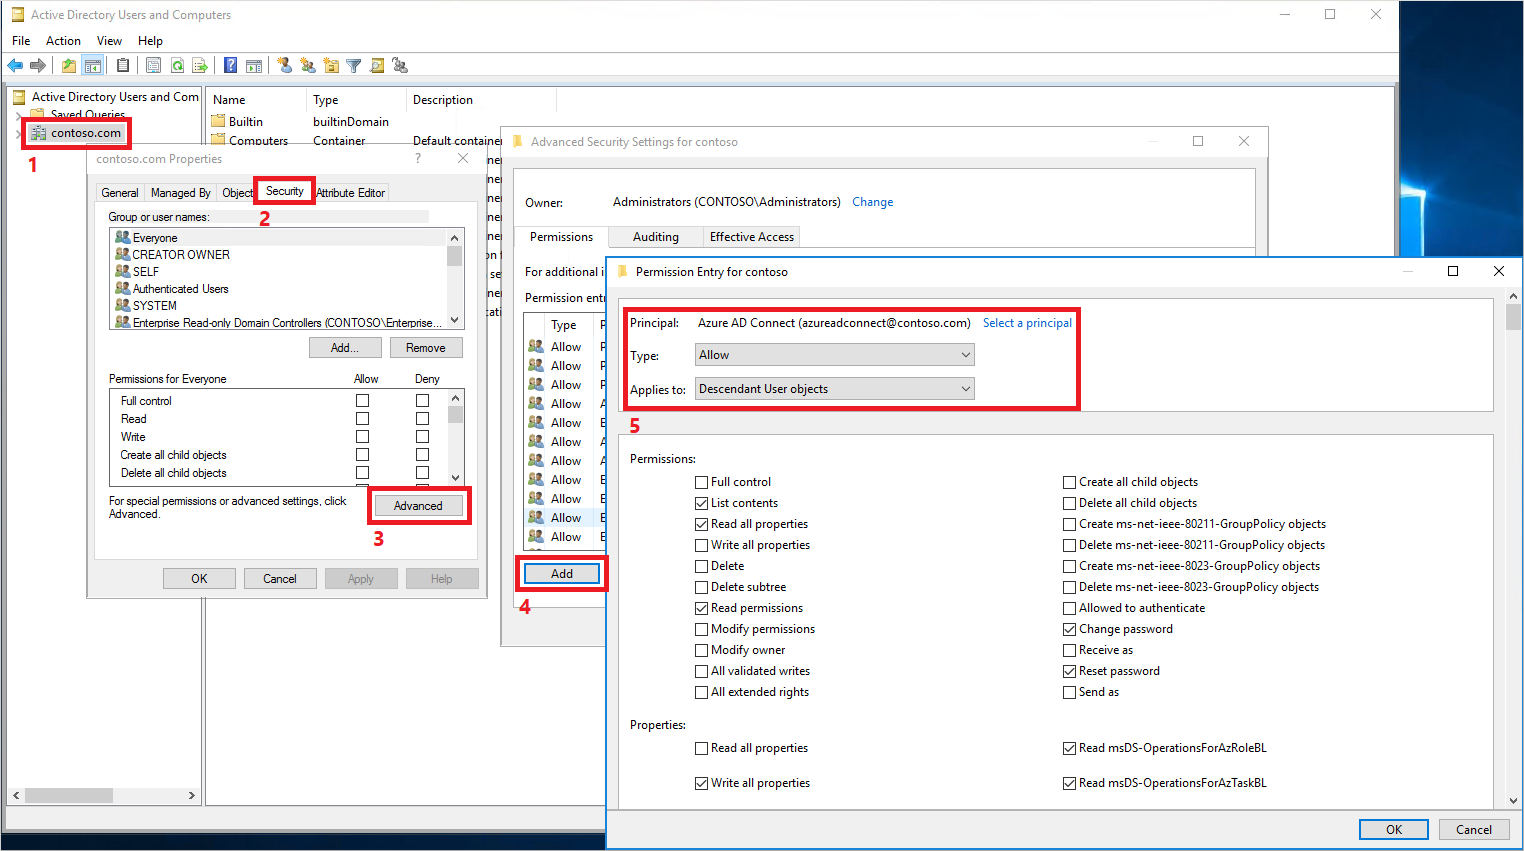 Active Directory Users and Computers
File Action View Help
Active Directory Users and Com
Saved Queries
contoso.com
1
Name Type Description
Builtin builtinDomain
Computers Container Default container
contoso.com Properties ?
General Managed By Object Security Attribute Editor
2
Group or user names:
Everyone
CREATOR OWNER
SELF
Authenticated Users
SYSTEM
Enterprise Read-only Domain Controllers (CONTOSO\Enterprise...
Add... Remove
Permissions for Everyone Allow Deny
Full control
Read
Write
Create all child objects
Delete all child objects
For special permissions or advanced settings, click
Advanced.
Advanced
3
OK Cancel Apply Help
Advanced Security Settings for contoso
Owner: Administrators (CONTOSO\Administrators) Change
Permissions Auditing Effective Access
For additional i
Permission entr
Type P
Allow P
Allow P
Allow P
Allow A
Allow E
Allow A
Allow A
Allow E
Allow E
Allow E
Allow E
Add
4
Permission Entry for contoso
Principal: Azure AD Connect (azureadconnect@contoso.com) Select a principal
Type: Allow
Applies to: Descendant User objects
5
Permissions:
Full control Create all child objects
List contents Delete all child objects
Read all properties Create ms-net-ieee-80211-GroupPolicy objects
Write all properties Delete ms-net-ieee-80211-GroupPolicy objects
Delete Create ms-net-ieee-8023-GroupPolicy objects
Delete subtree Delete ms-net-ieee-8023-GroupPolicy objects
Read permissions Allowed to authenticate
Modify permissions Change password
Modify owner Receive as
All validated writes Reset password
All extended rights Send as
Properties:
Read all properties Read msDS-OperationsForAzRoleBL
Write all properties Read msDS-OperationsForAzTaskBL
OK Cancel